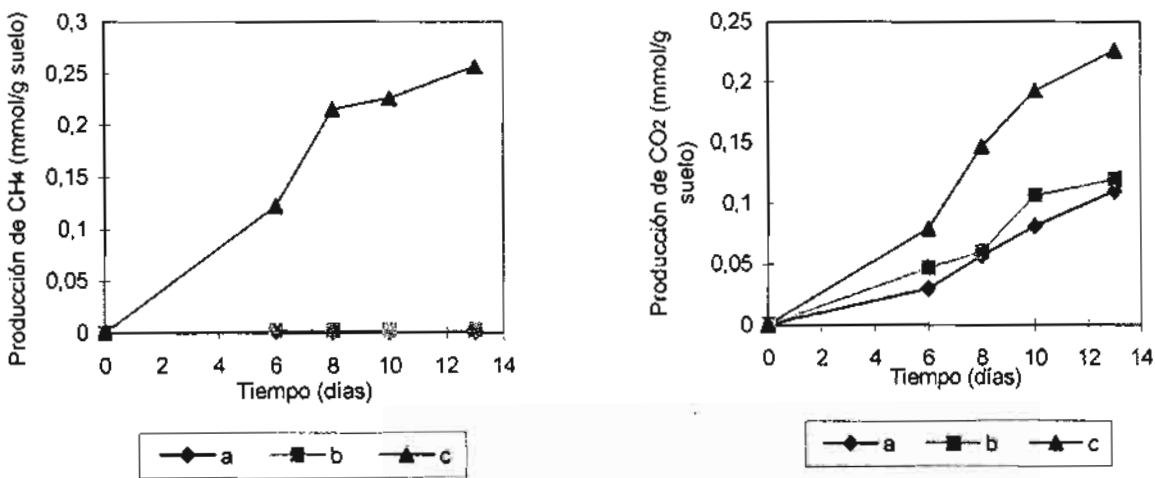 Producción de CH4 (mmol/g suelo)
0,3
0,25
0,2
0,15
0,1
0,05
0
0 2 4 6 8 10 12 14
Tiempo (días)
a b c
Producción de CO2 (mmol/g
suelo)
0,25
0,2
0,15
0,1
0,05
0
0 2 4 6 8 10 12 14
Tiempo (días)
a b c